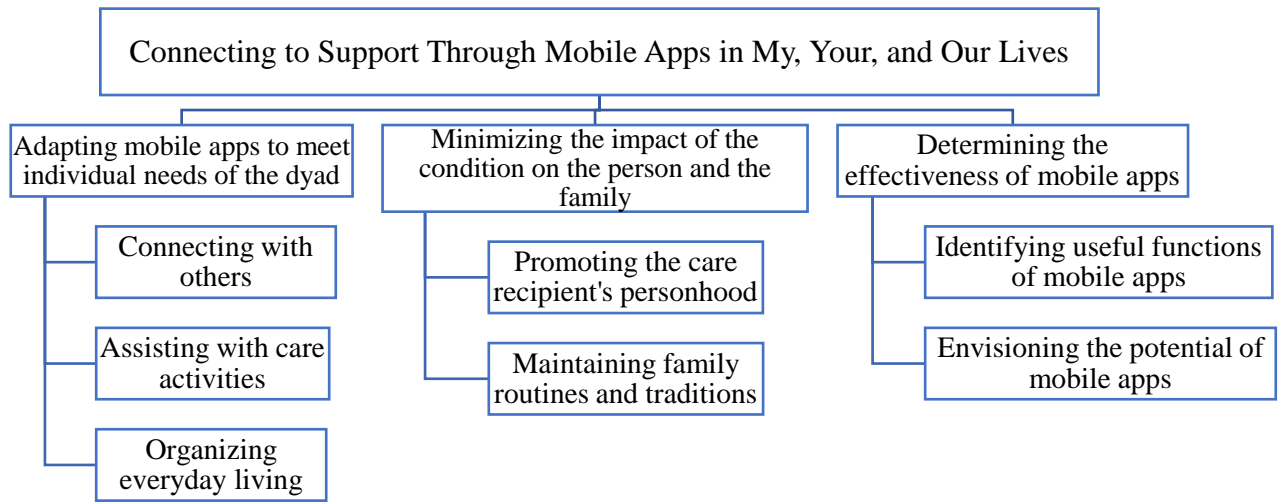 Connecting to Support Through Mobile Apps in My, Your, and Our Lives
Adapting mobile apps to meet
individual needs of the dyad
Connecting with
others
Assisting with care
activities
Organizing
everyday living
Minimizing the impact of the
condition on the person and the
family
Promoting the care
recipient's personhood
Maintaining family
routines and traditions
Determining the
effectiveness of mobile apps
Identifying useful functions
of mobile apps
Envisioning the potential of
mobile apps